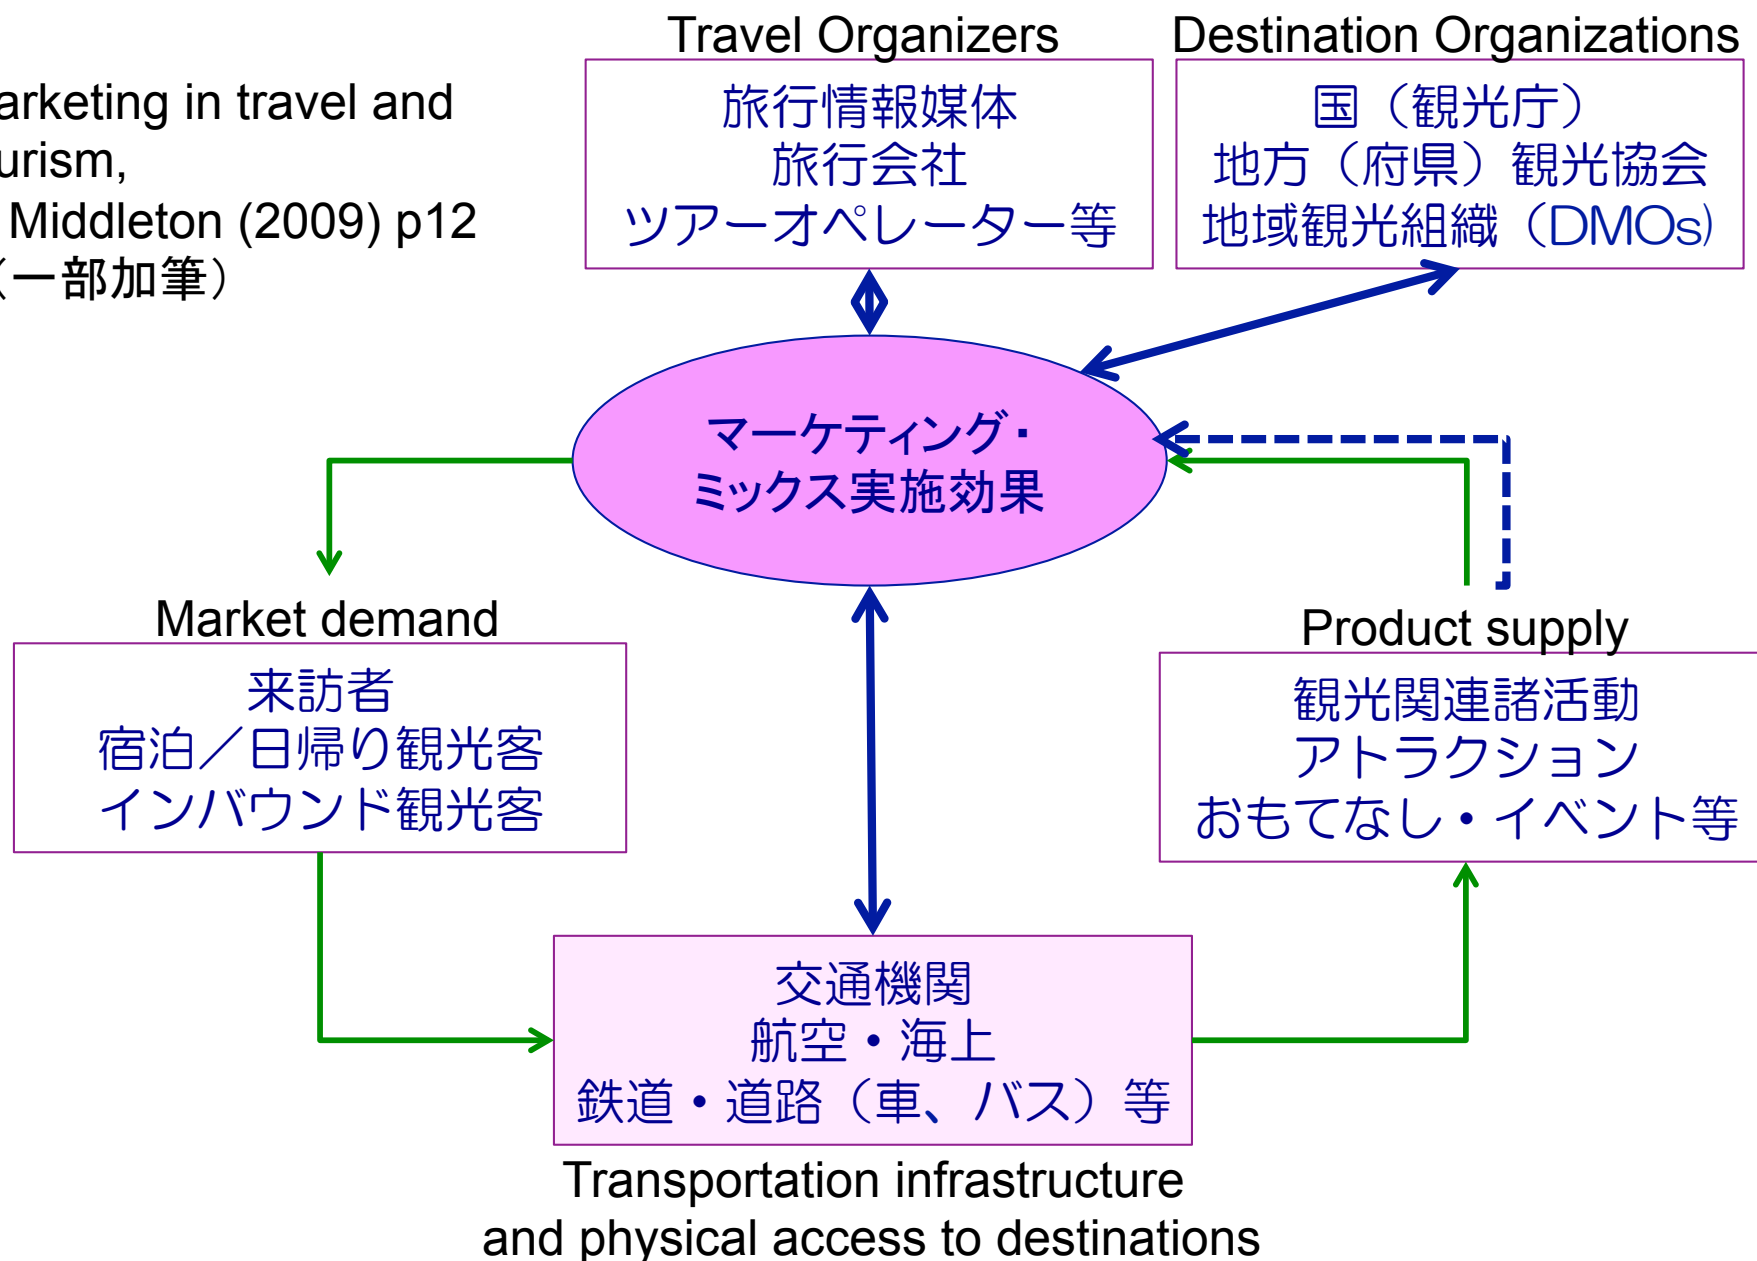 arketing in travel and
urism,
Middleton (2009) p12
（一部加筆）
Travel Organizers
旅行情報媒体
旅行会社
ツアーオペレーター等
Destination Organizations
国（観光庁）
地方（府県）観光協会
地域観光組織（DMOs)
マーケティング・
ミックス実施効果
Market demand
来訪者
宿泊／日帰り観光客
インバウンド観光客
Product supply
観光関連諸活動
アトラクション
おもてなし・イベント等
交通機関
航空・海上
鉄道・道路（車、バス）等
Transportation infrastructure
and physical access to destinations